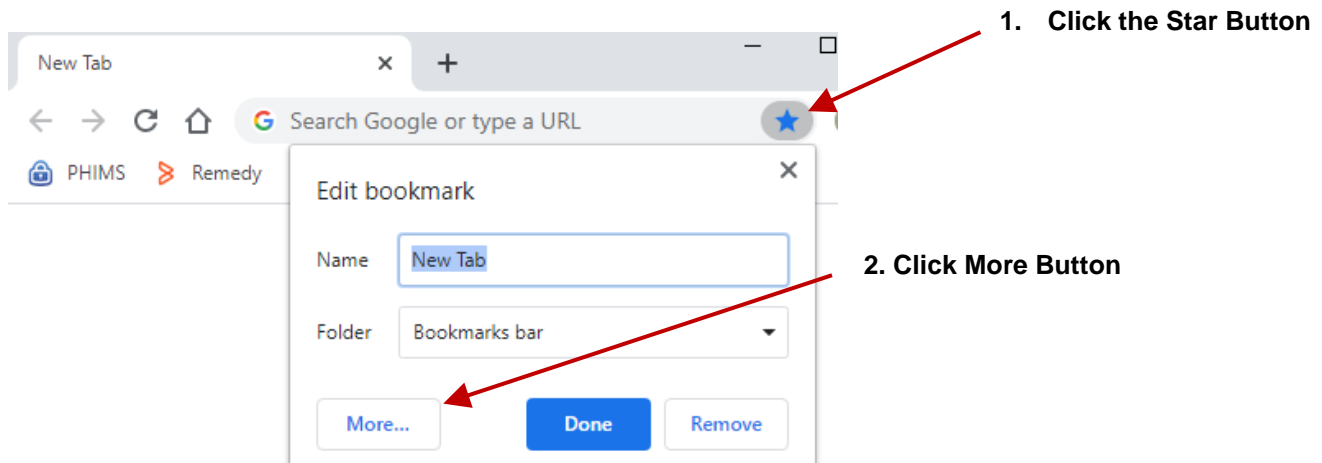 1. Click the Star Button
New Tab
Search Google or type a URL
PHIMS Remedy
Edit bookmark
Name New Tab
2. Click More Button
Folder Bookmarks bar
More... Done Remove